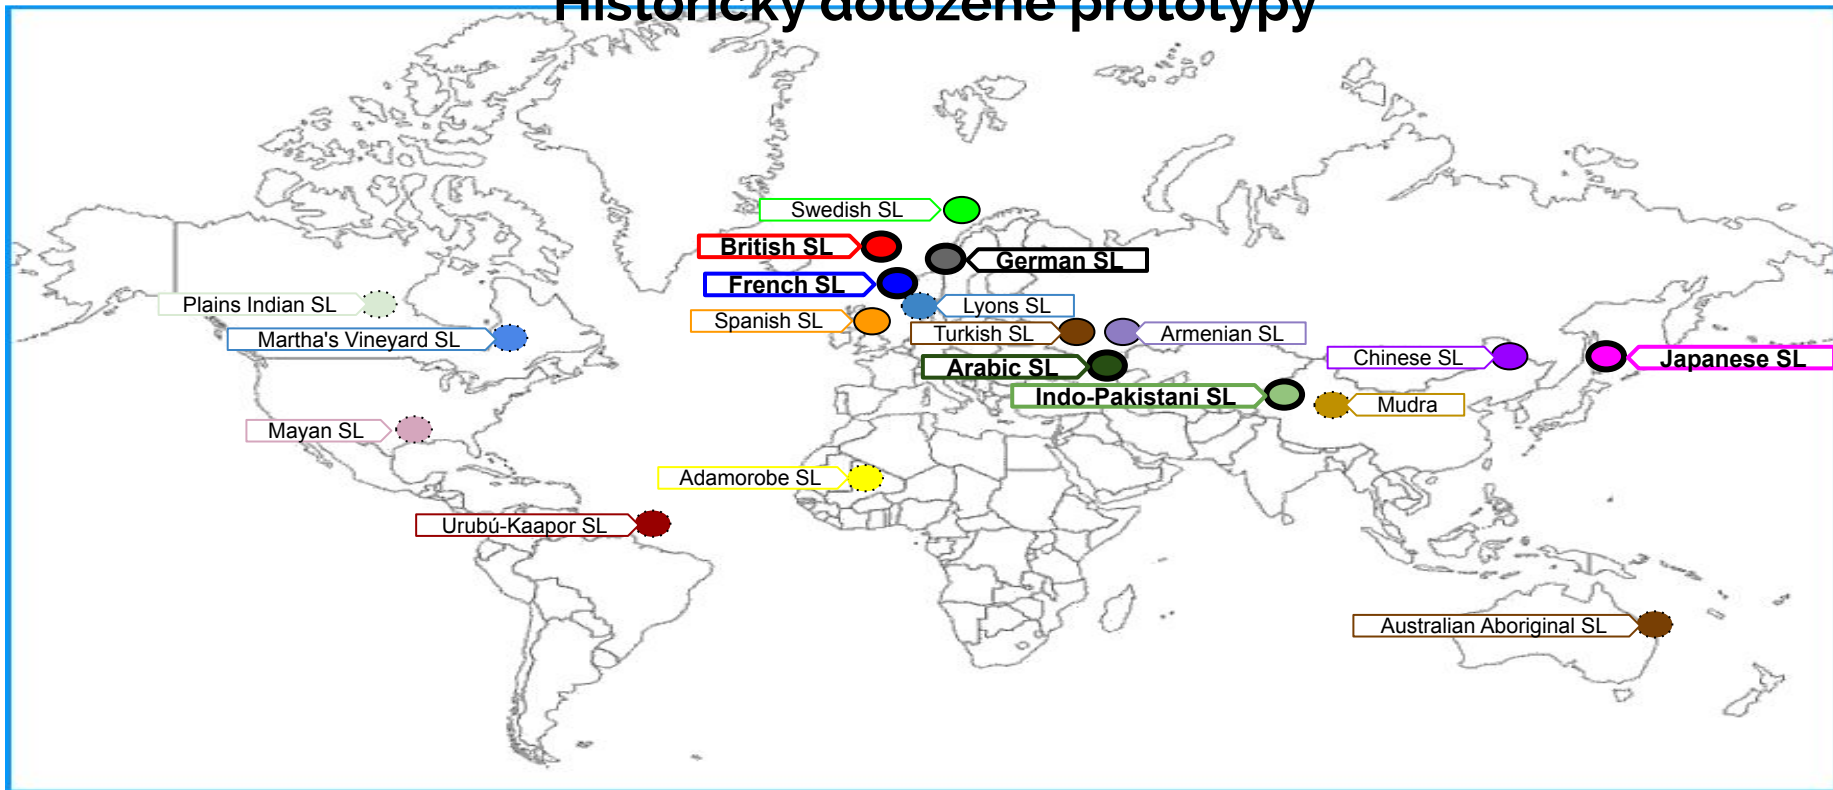 Historicky doložené prototypy
Swedish SL
British SL
German SL
French SL
Plains Indian SL
Lyons SL
Spanish SL
Turkish SL
Armenian SL
Martha's Vineyard SL
Chinese SL
Japanese SL
Arabic SL
Indo-Pakistani SL
Mudra
Mayan SL
Adamorobe SL
Urubú-Kaapor SL
Australian Aboriginal SL